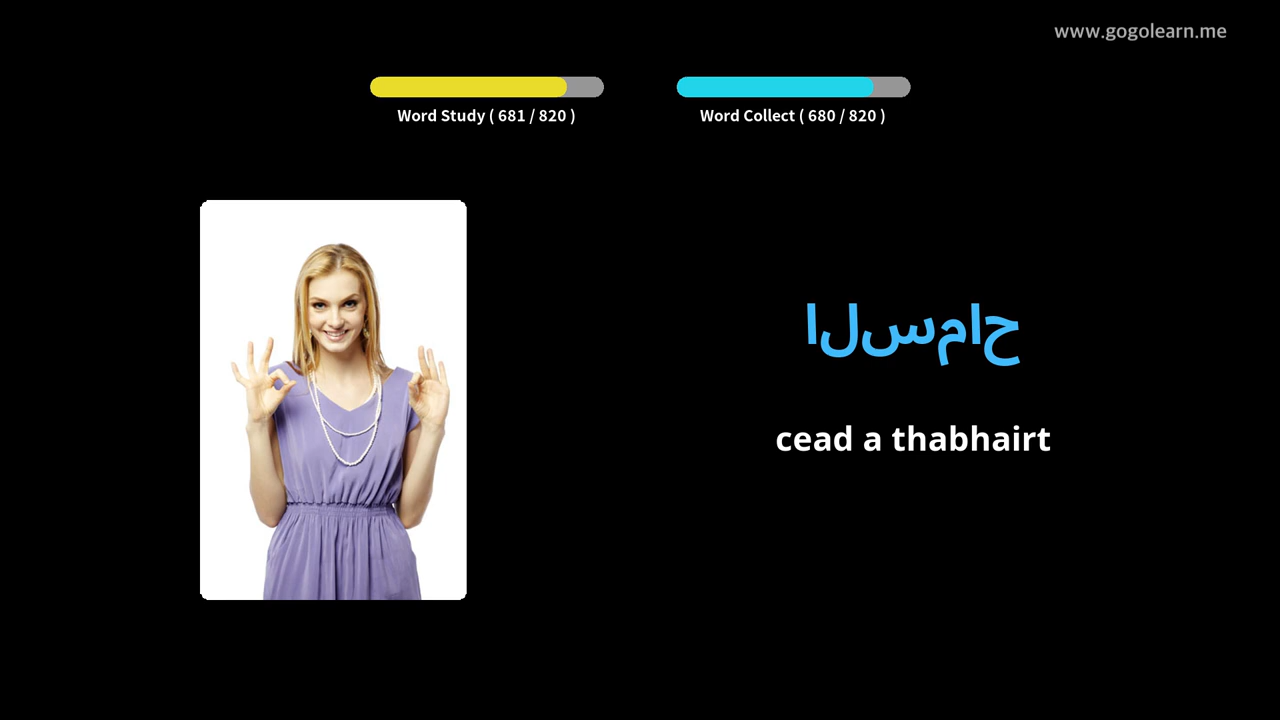 www.gogolearn.me
Word Study ( 681 / 820 )
Word Collect ( 680 / 820 )
السماح
cead a thabhairt